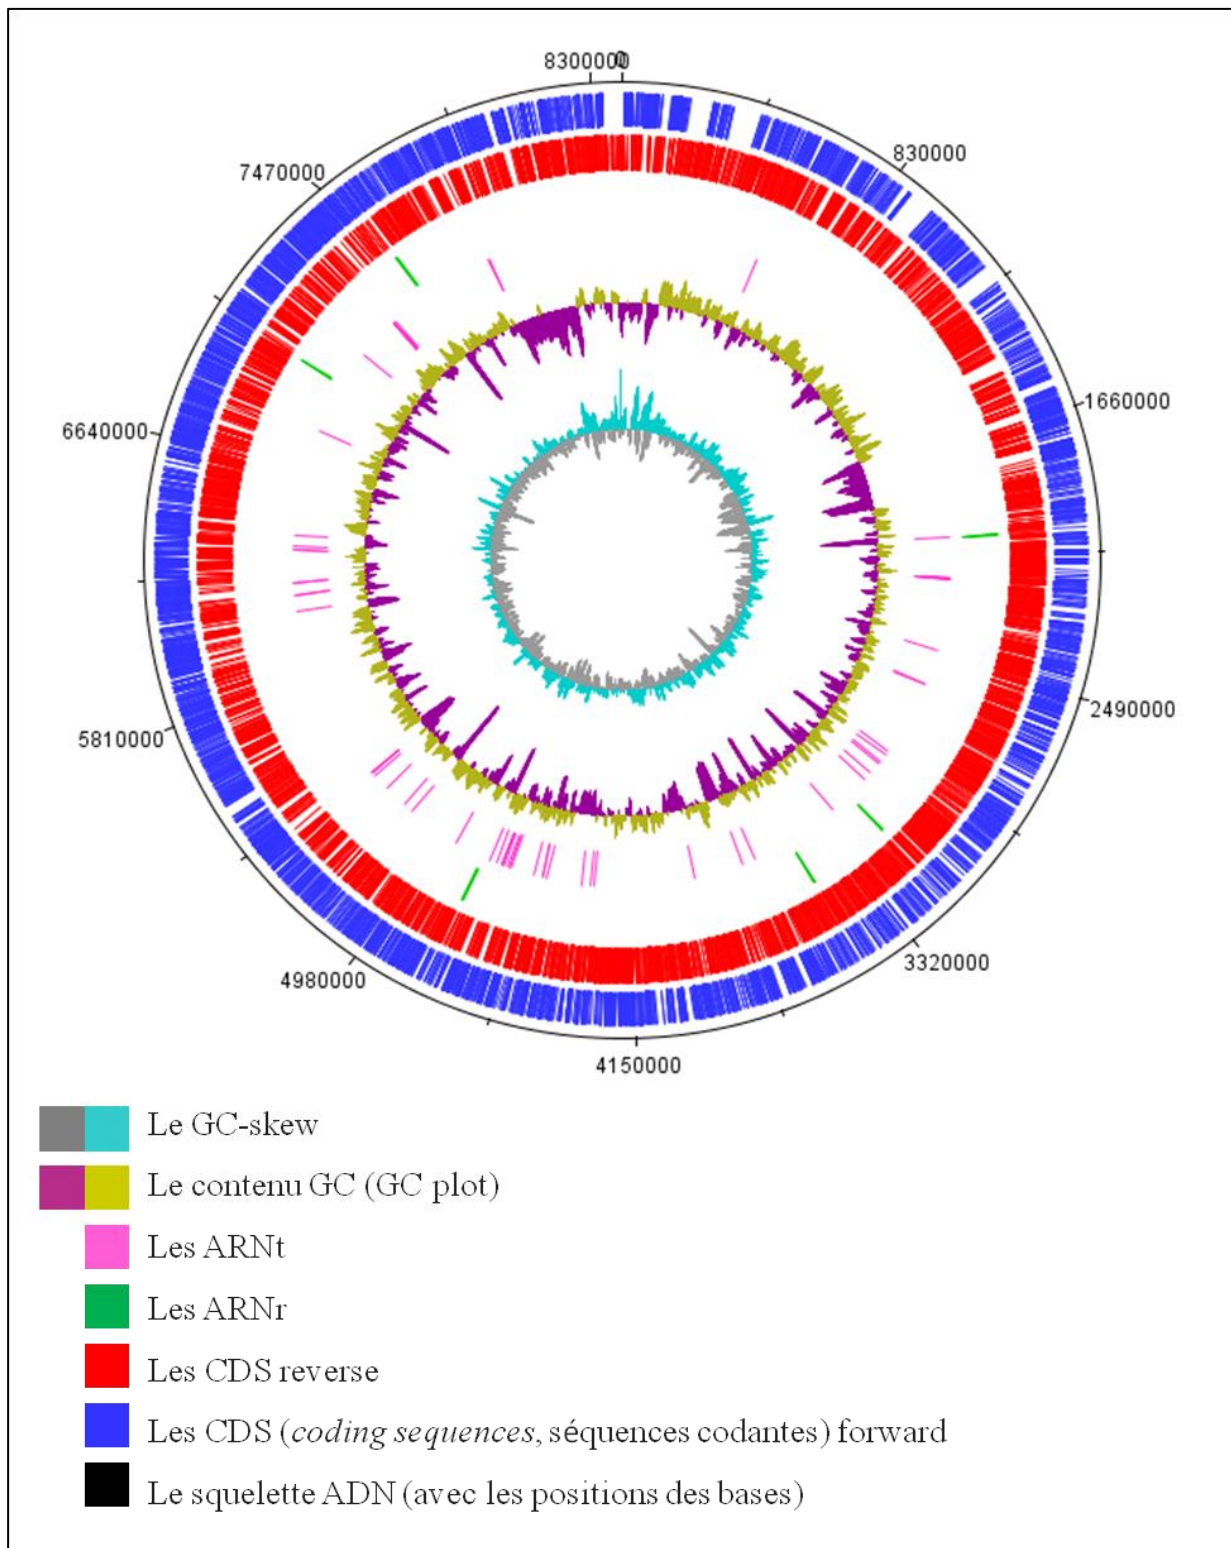 8300000
0
830000
7470000
1660000
6640000
2490000
5810000
3320000
4980000
4150000
Le GC-skew
Le contenu GC (GC plot)
Les ARNt
Les ARNr
Les CDS reverse
Les CDS (coding sequences, séquences codantes) forward
Le squelette ADN (avec les positions des bases)